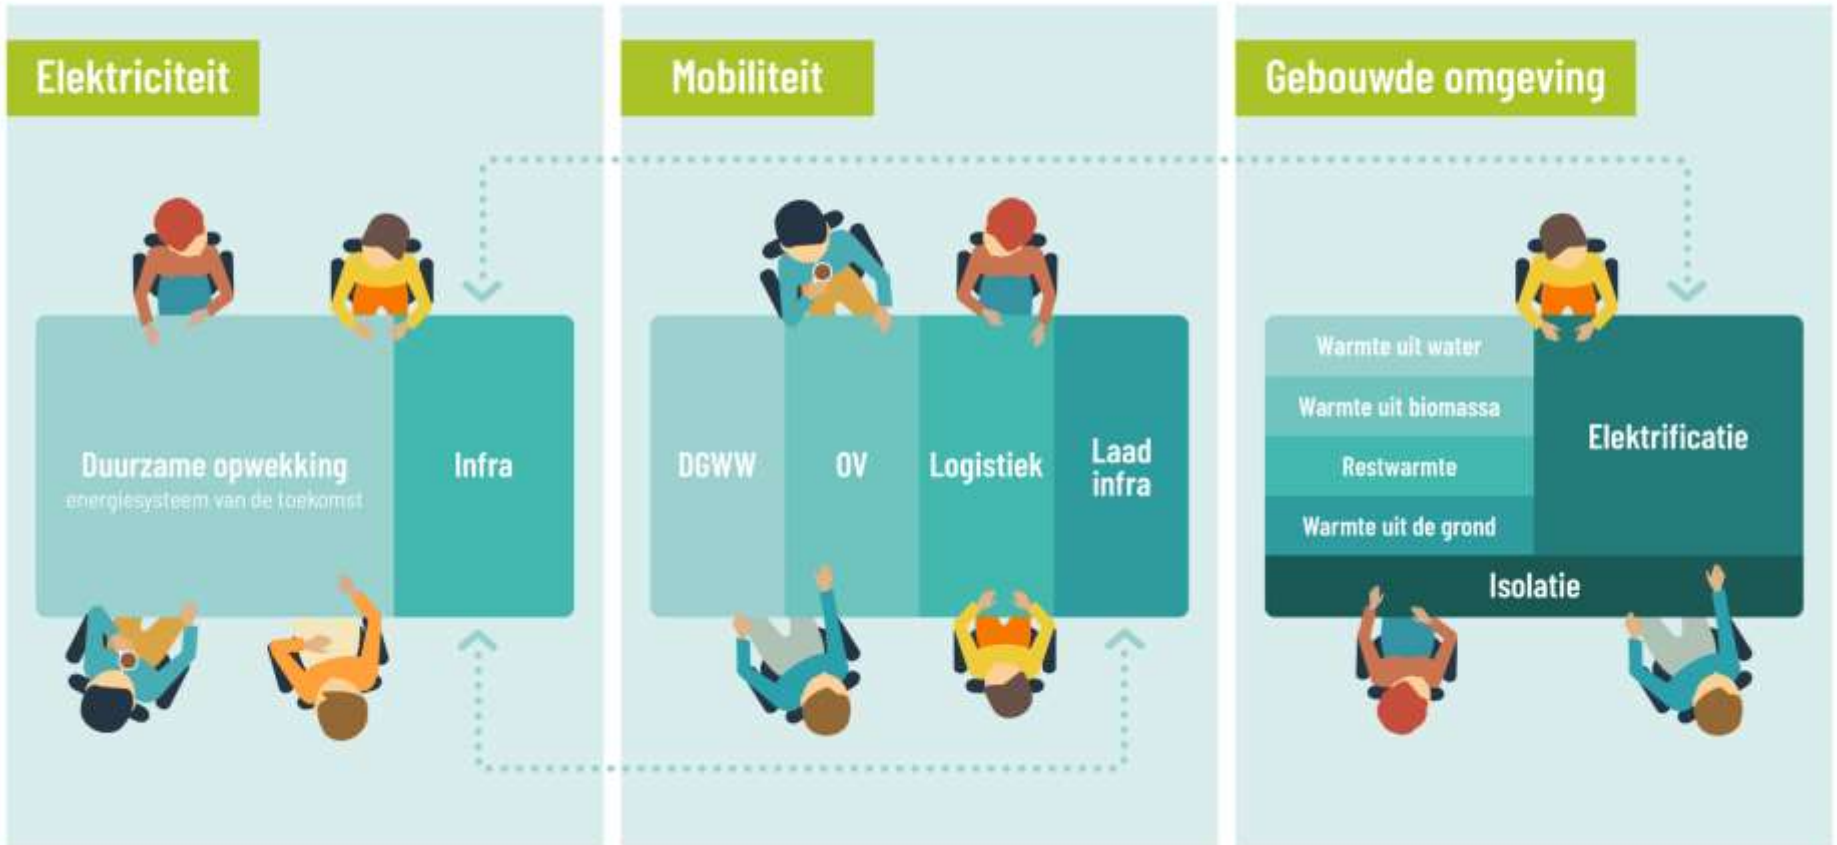 Elektriciteit
Duurzame opwekking
energiesysteem van de toekomst
Infra
Mobiliteit
DGWW
OV
Logistiek
Laad
infra
Gebouwde omgeving
Warmte uit water
Warmte uit biomassa
Restwarmte
Warmte uit de grond
Elektrificatie
Isolatie